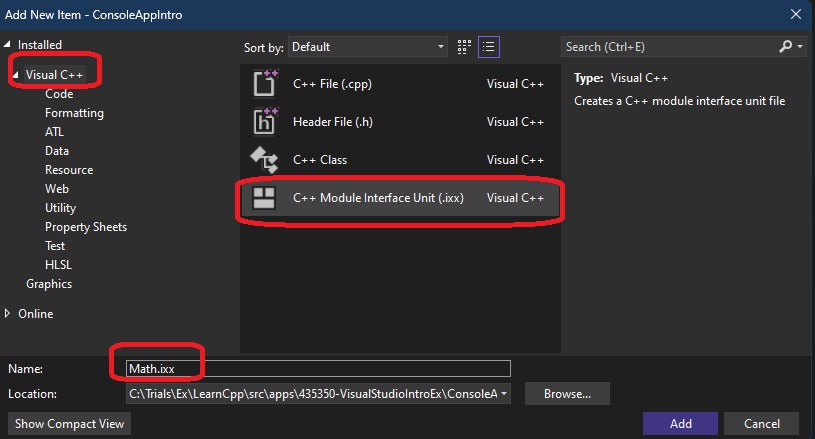 Add New Item - ConsoleAppIntro
Installed
Visual C++
Code
Formatting
ATL
Data
Resource
Web
Utility
Property Sheets
Test
HLSL
Graphics
Online
Sort by: Default
C++ File (.cpp) Visual C++
Header File (.h) Visual C++
C++ Class Visual C++
C++ Module Interface Unit (.ixx) Visual C++
Search (Ctrl+E)
Type: Visual C++
Creates a C++ module interface unit file
Name: Math.ixx
Location: C:\Trials\Ex\LearnCpp\src\apps\435350-VisualStudioIntroEx\ConsoleA
Browse...
Show Compact View
Add
Cancel